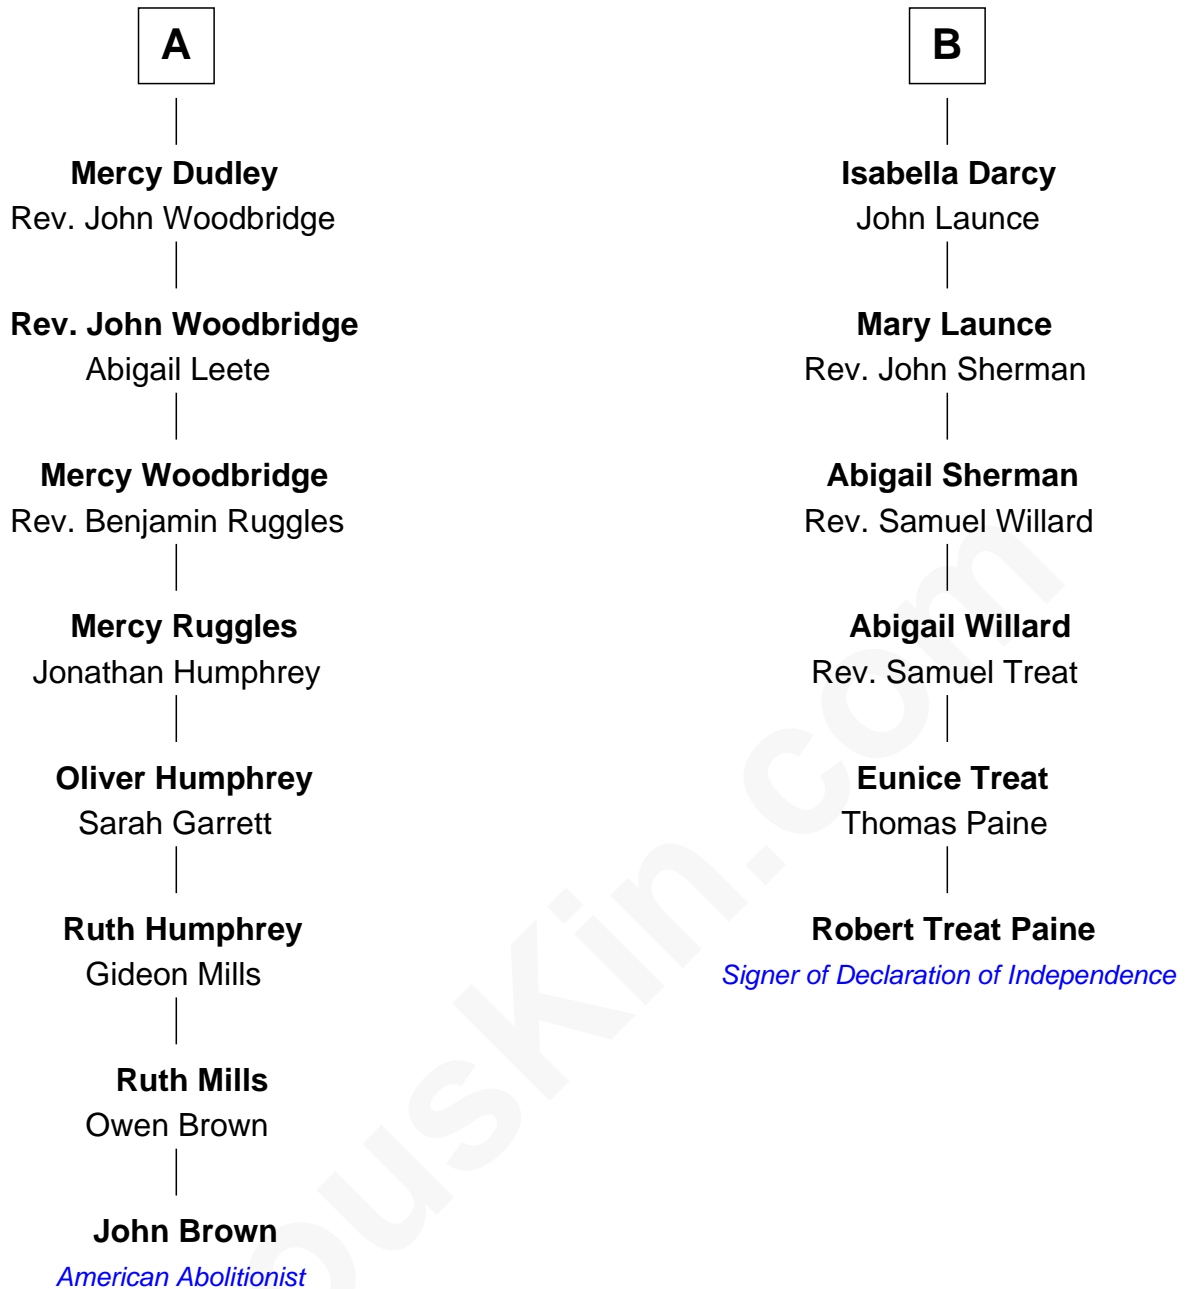 A
Mercy Dudley
Rev. John Woodbridge
Rev. John Woodbridge
Abigail Leete
Mercy Woodbridge
Rev. Benjamin Ruggles
Mercy Ruggles
Jonathan Humphrey
Oliver Humphrey
Sarah Garrett
Ruth Humphrey
Gideon Mills
Ruth Mills
Owen Brown
John Brown
American Abolitionist
B
Isabella Darcy
John Launce
Mary Launce
Rev. John Sherman
Abigail Sherman
Rev. Samuel Willard
Abigail Willard
Rev. Samuel Treat
Eunice Treat
Thomas Paine
Robert Treat Paine
Signer of Declaration of Independence
ousKin.com